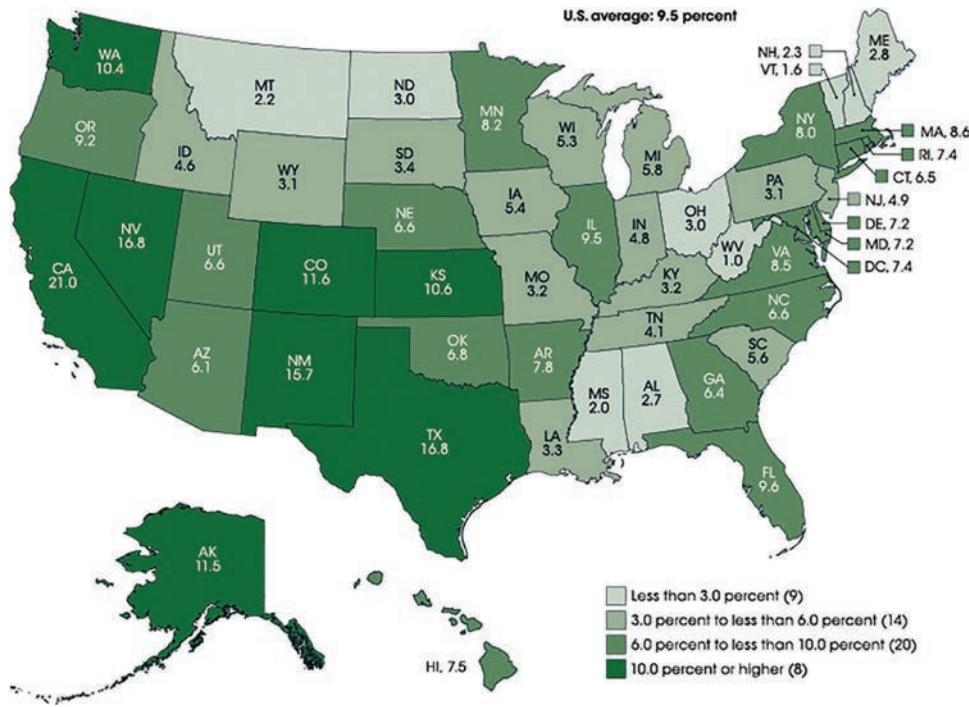 U.S. average: 9.5 percent
WA
10.4
MT
2.2
ND
3.0
MN
8.2
NH, 2.3
VT, 1.6
ME
2.8
OR
9.2
ID
4.6
WY
3.1
SD
3.4
WI
5.3
MI
5.8
NY
8.0
MA, 8.6
RI, 7.4
CT, 6.5
NJ, 4.9
DE, 7.2
MD, 7.2
DC, 7.4
CA
21.0
NV
16.8
UT
6.6
CO
11.6
NE
6.6
KS
10.6
IA
5.4
MO
3.2
IL
9.5
IN
4.8
OH
3.0
PA
3.1
WV
1.0
VA
8.5
KY
3.2
NC
6.6
TN
4.1
SC
5.6
AZ
6.1
NM
15.7
OK
6.8
AR
7.8
TX
16.8
LA
3.3
MS
2.0
AL
2.7
GA
6.4
FL
9.6
AK
11.5
HI, 7.5
Less than 3.0 percent (9)
3.0 percent to less than 6.0 percent (14)
6.0 percent to less than 10.0 percent (20)
10.0 percent or higher (8)